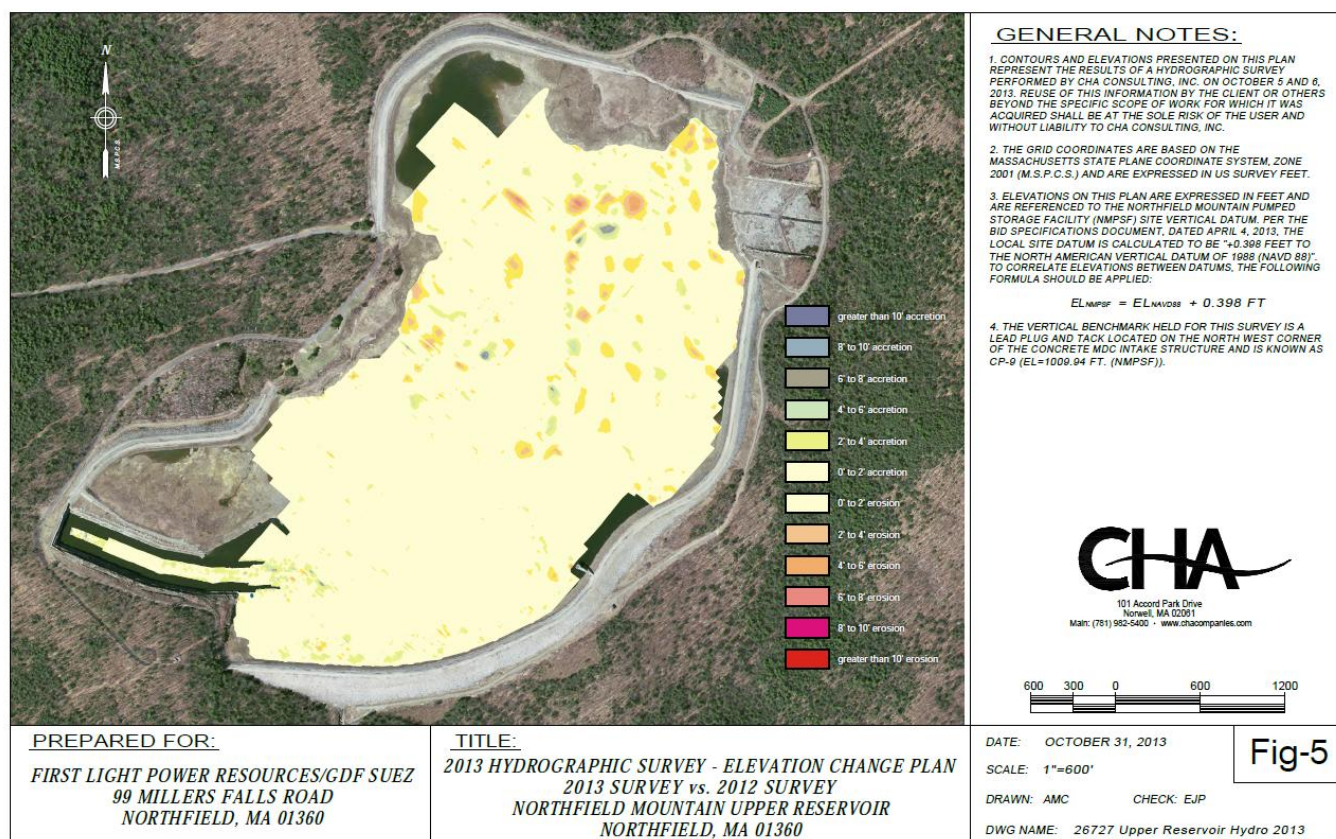 N
M.S.P.C.S.
greater than 10' accretion
8' to 10' accretion
6' to 8' accretion
4' to 6' accretion
2' to 4' accretion
0' to 2' accretion
0' to 2' erosion
2' to 4' erosion
4' to 6' erosion
6' to 8' erosion
8' to 10' erosion
greater than 10' erosion
GENERAL NOTES:
1. CONTOURS AND ELEVATIONS PRESENTED ON THIS PLAN
REPRESENT THE RESULTS OF A HYDROGRAPHIC SURVEY
PERFORMED BY CHA CONSULTING, INC. ON OCTOBER 5 AND 6,
2013. REUSE OF THIS INFORMATION BY THE CLIENT OR OTHERS
BEYOND THE SPECIFIC SCOPE OF WORK FOR WHICH IT WAS
ACQUIRED SHALL BE AT THE SOLE RISK OF THE USER AND
WITHOUT LIABILITY TO CHA CONSULTING, INC.
2. THE GRID COORDINATES ARE BASED ON THE
MASSACHUSETTS STATE PLANE COORDINATE SYSTEM, ZONE
2001 (M.S.P.C.S.) AND ARE EXPRESSED IN US SURVEY FEET.
3. ELEVATIONS ON THIS PLAN ARE EXPRESSED IN FEET AND
ARE REFERENCED TO THE NORTHFIELD MOUNTAIN PUMPED
STORAGE FACILITY (NMPSF) SITE VERTICAL DATUM. PER THE
BID SPECIFICATIONS DOCUMENT, DATED APRIL 4, 2013, THE
LOCAL SITE DATUM IS CALCULATED TO BE "+0.398 FEET TO
THE NORTH AMERICAN VERTICAL DATUM OF 1988 (NAVD 88)".
TO CORRELATE ELEVATIONS BETWEEN DATUMS, THE FOLLOWING
FORMULA SHOULD BE APPLIED:
ELNMPSF = ELNAVD88 + 0.398 FT
4. THE VERTICAL BENCHMARK HELD FOR THIS SURVEY IS A
LEAD PLUG AND TACK LOCATED ON THE NORTH WEST CORNER
OF THE CONCRETE MDC INTAKE STRUCTURE AND IS KNOWN AS
CP-9 (EL=1009.94 FT. (NMPSF)).
CHA
101 Accord Park Drive
Norwell, MA 02061
Main: (781) 982-5400 · www.chacompanies.com
600 300 0 600 1200
PREPARED FOR:
FIRST LIGHT POWER RESOURCES/GDF SUEZ
99 MILLERS FALLS ROAD
NORTHFIELD, MA 01360
TITLE:
2013 HYDROGRAPHIC SURVEY - ELEVATION CHANGE PLAN
2013 SURVEY vs. 2012 SURVEY
NORTHFIELD MOUNTAIN UPPER RESERVOIR
NORTHFIELD, MA 01360
DATE: OCTOBER 31, 2013
SCALE: 1"=600'
DRAWN: AMC CHECK: EJP
DWG NAME: 26727 Upper Reservoir Hydro 2013
Fig-5